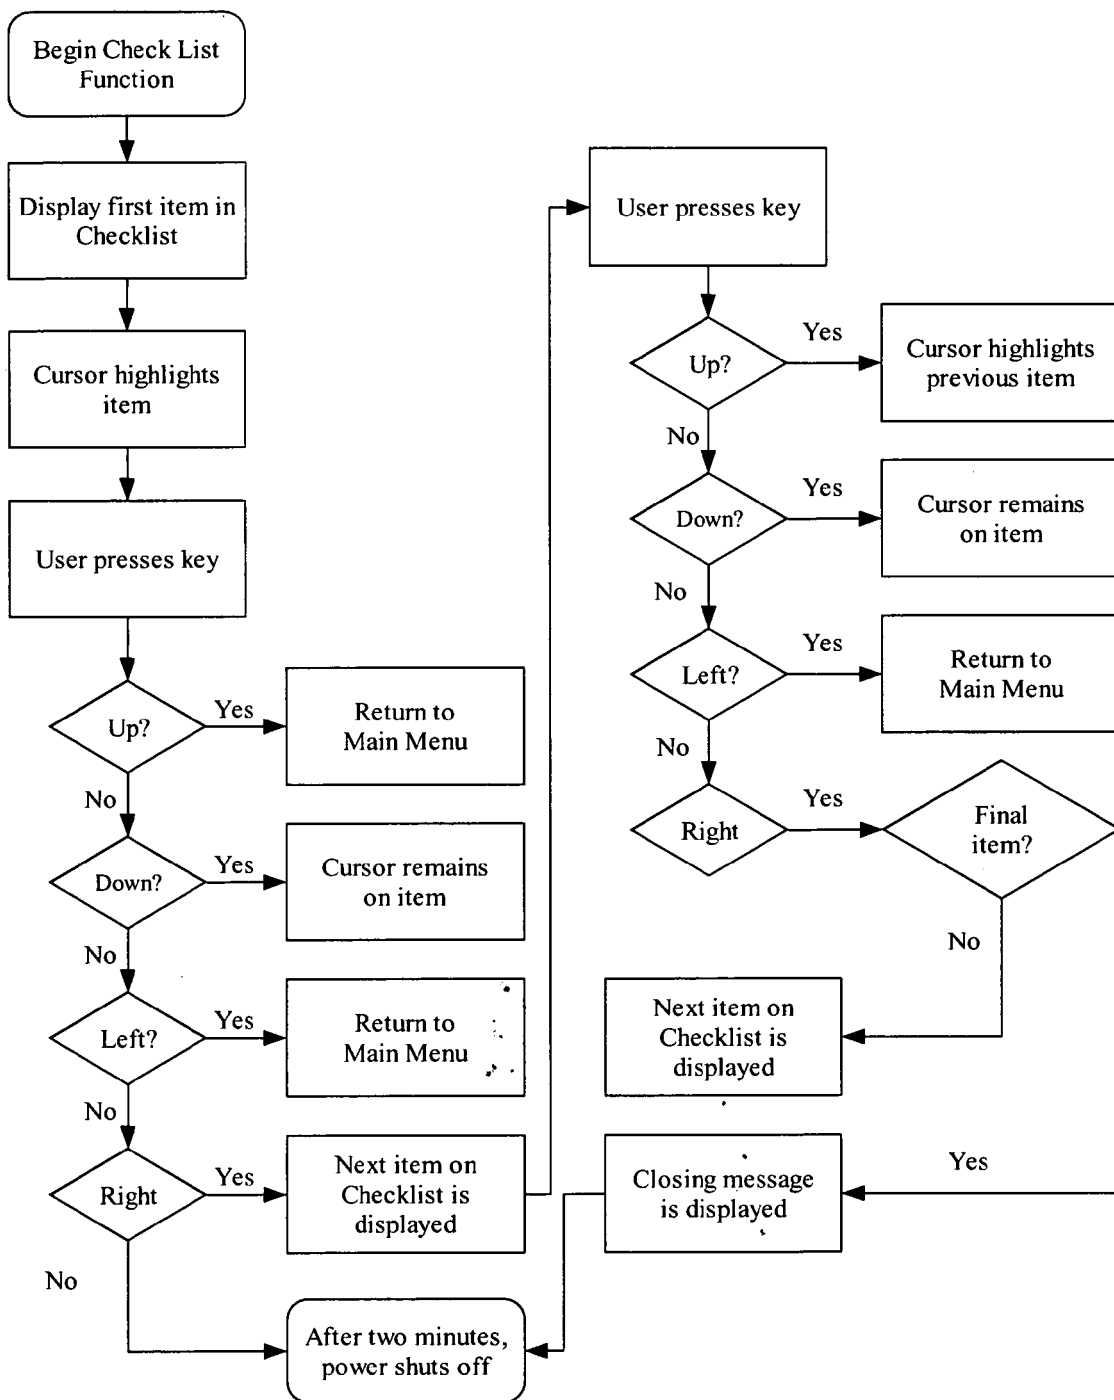 Begin Check List
Function
Display first item in
Checklist
Cursor highlights
item
User presses key
Up?
Yes
Return to
Main Menu
No
Down?
Yes
Cursor remains
on item
No
Left?
Yes
Return to
Main Menu
No
Right
Yes
Next item on
Checklist is
displayed
No
After two minutes,
power shuts off
User presses key
Up?
Yes
Cursor highlights
previous item
No
Down?
Yes
Cursor remains
on item
No
Left?
Yes
Return to
Main Menu
No
Right
Yes
Final
item?
No
Next item on
Checklist is
displayed
Yes
Closing message
is displayed